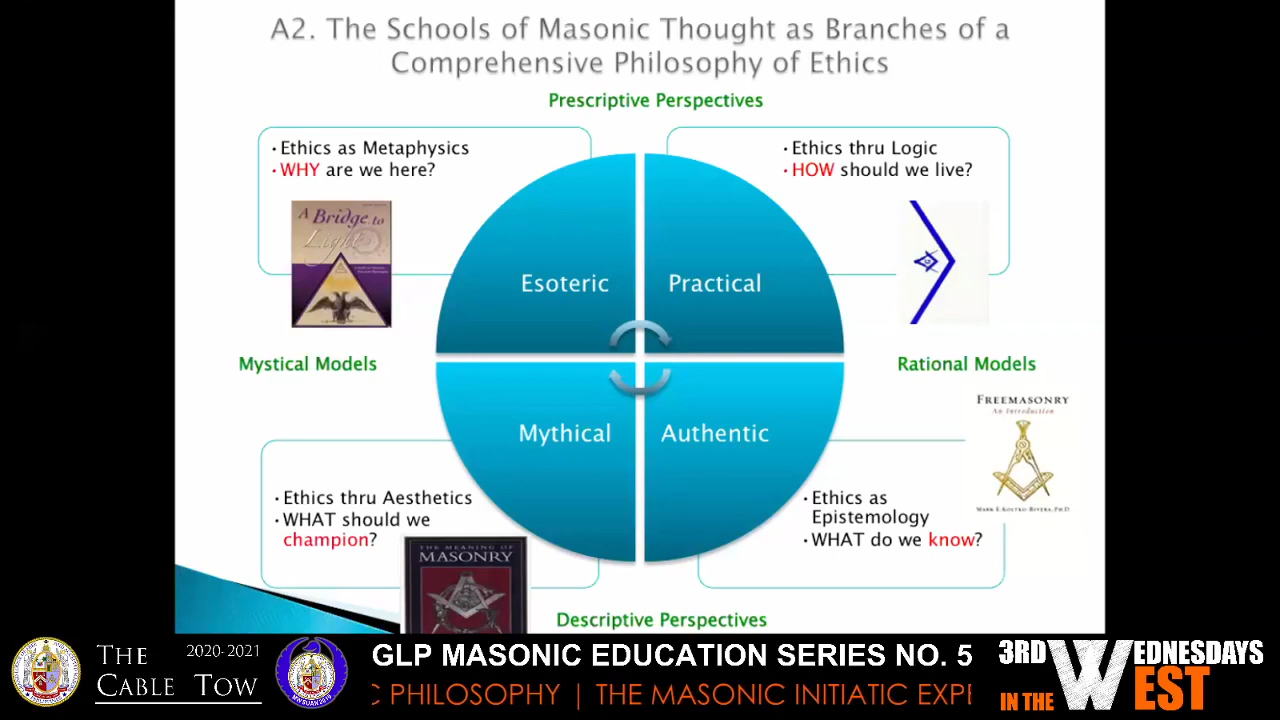 A2. The Schools of Masonic Thought as Branches of a
Comprehensive Philosophy of Ethics
Prescriptive Perspectives
• Ethics as Metaphysics
• WHY are we here?
A Bridge to
Light
• Ethics thru Logic
• HOW should we live?
G
Esoteric
Practical
Mystical Models
Rational Models
Mythical
Authentic
• Ethics thru Aesthetics
• WHAT should we
champion?
THE MEANING OF
MASONRY
FREEMASONRY
An Introduction
• Ethics as
Epistemology
• WHAT do we know?
Descriptive Perspectives
THE
CABLE TOW
2020-2021
GLP MASONIC EDUCATION SERIES NO. 5
PHILOSOPHY | THE MASONIC INITIATIC EXPE
3RD WEDNESDAYS
IN THE WEST